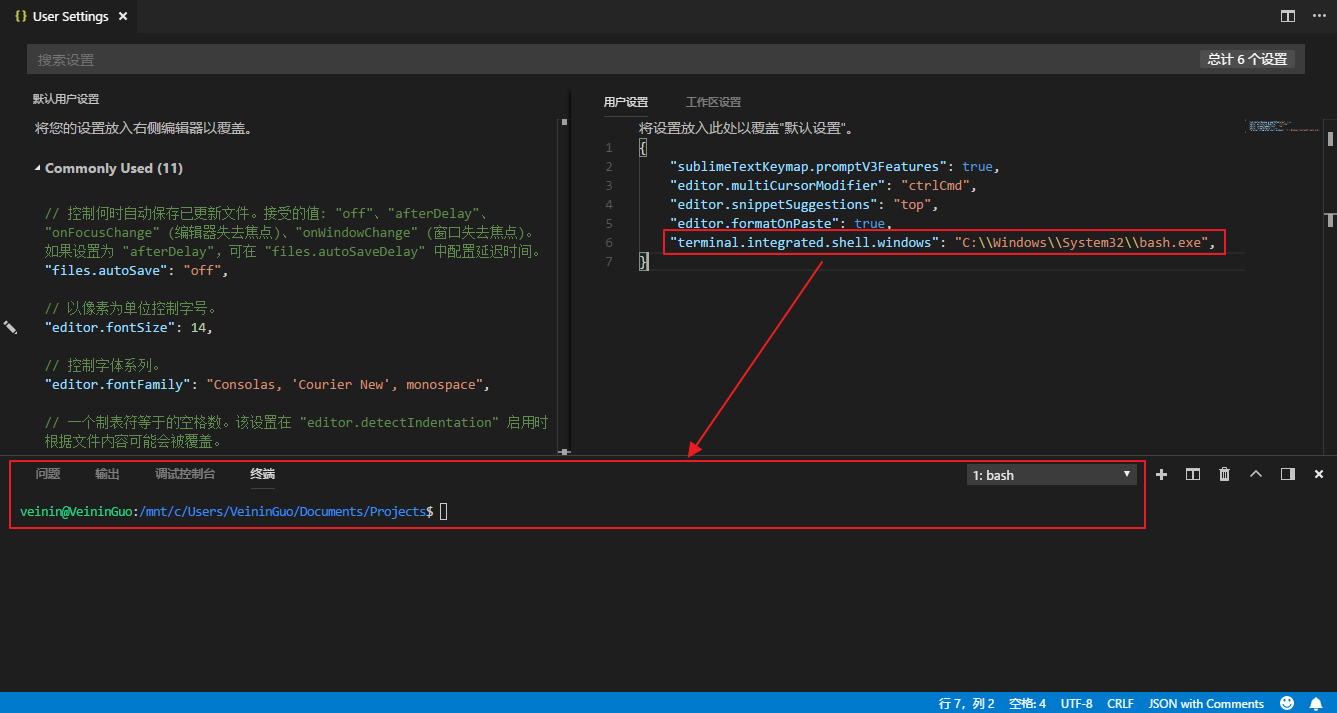 {} User Settings ×
搜索设置
总计 6 个设置
默认用户设置
将您的设置放入右侧编辑器以覆盖。
Commonly Used (11)
// 控制何时自动保存已更新文件。接受的值: "off"、"afterDelay"、
"onFocusChange" (编辑器失去焦点)、"onWindowChange" (窗口失去焦点)。
如果设置为 "afterDelay", 可在 "files.autoSaveDelay" 中配置延迟时间。
"files.autoSave": "off",
// 以像素为单位控制字号。
"editor.fontSize": 14,
// 控制字体系列。
"editor.fontFamily": "Consolas, 'Courier New', monospace",
// 一个制表符等于的空格数。该设置在 "editor.detectIndentation" 启用时
根据文件内容可能会被覆盖。
用户设置 工作区设置
将设置放入此处以覆盖"默认设置"。
1 {
2 "sublimeTextKeymap.promptV3Features": true,
3 "editor.multiCursorModifier": "ctrlCmd",
4 "editor.snippetSuggestions": "top",
5 "editor.formatOnPaste": true,
6 "terminal.integrated.shell.windows": "C:\\Windows\\System32\\bash.exe",
7 }
问题 输出 调试控制台 终端
1: bash
veinin@VeininGuo:/mnt/c/Users/VeininGuo/Documents/Projects$
行 7，列 2 空格: 4 UTF-8 CRLF JSON with Comments